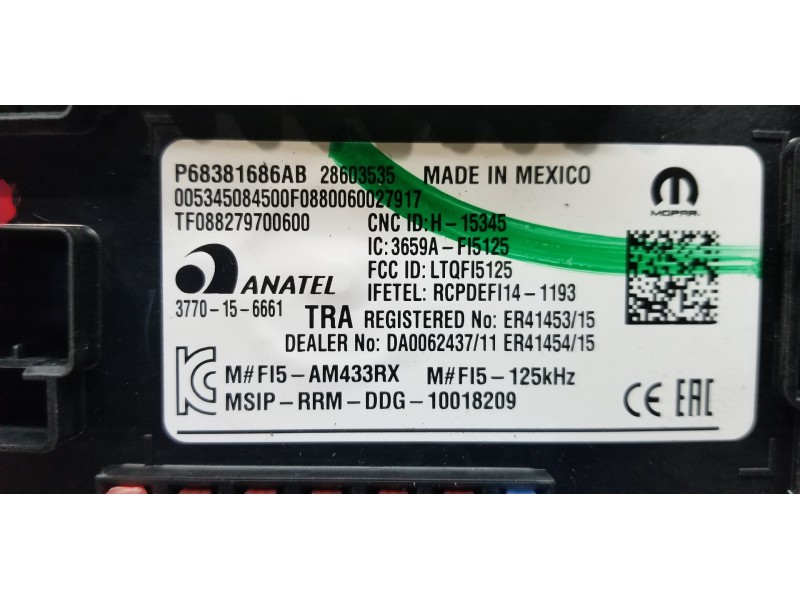 P68381686AB 28603535 MADE IN MEXICO
005345084500F0880060027917
MOPAR
TF088279700600 CNC ID: H-15345
IC: 3659A-FI5125
ANATEL FCC ID: LTQFI5125
3770-15-6661 IFETEL: RCPDEFI14-1193
TRA REGISTERED No: ER41453/15
DEALER No: DA0062437/11 ER41454/15
M#FI5-AM433RX M#FI5-125kHz
MSIP-RRM-DDG-10018209
CE EAC